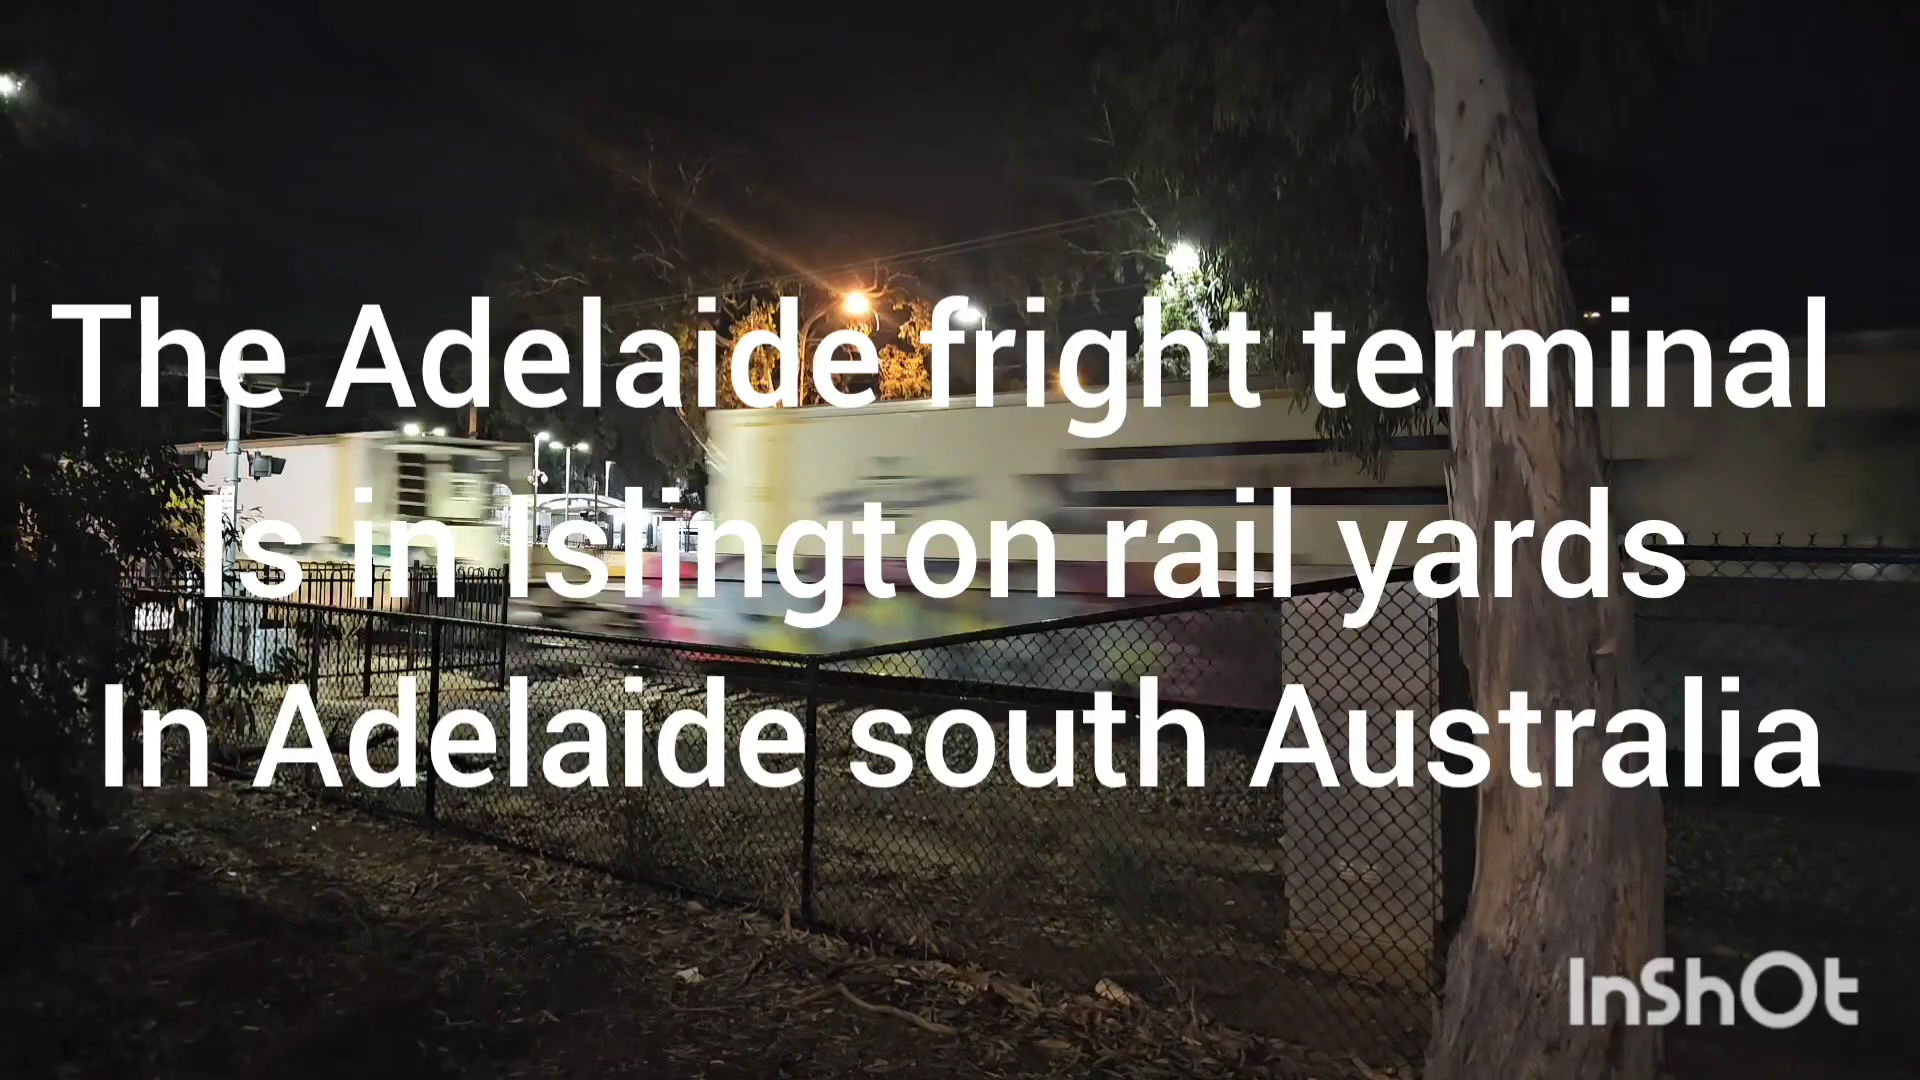 The Adelaide fright terminal
Is in Islington rail yards
In Adelaide south Australia
InShOt